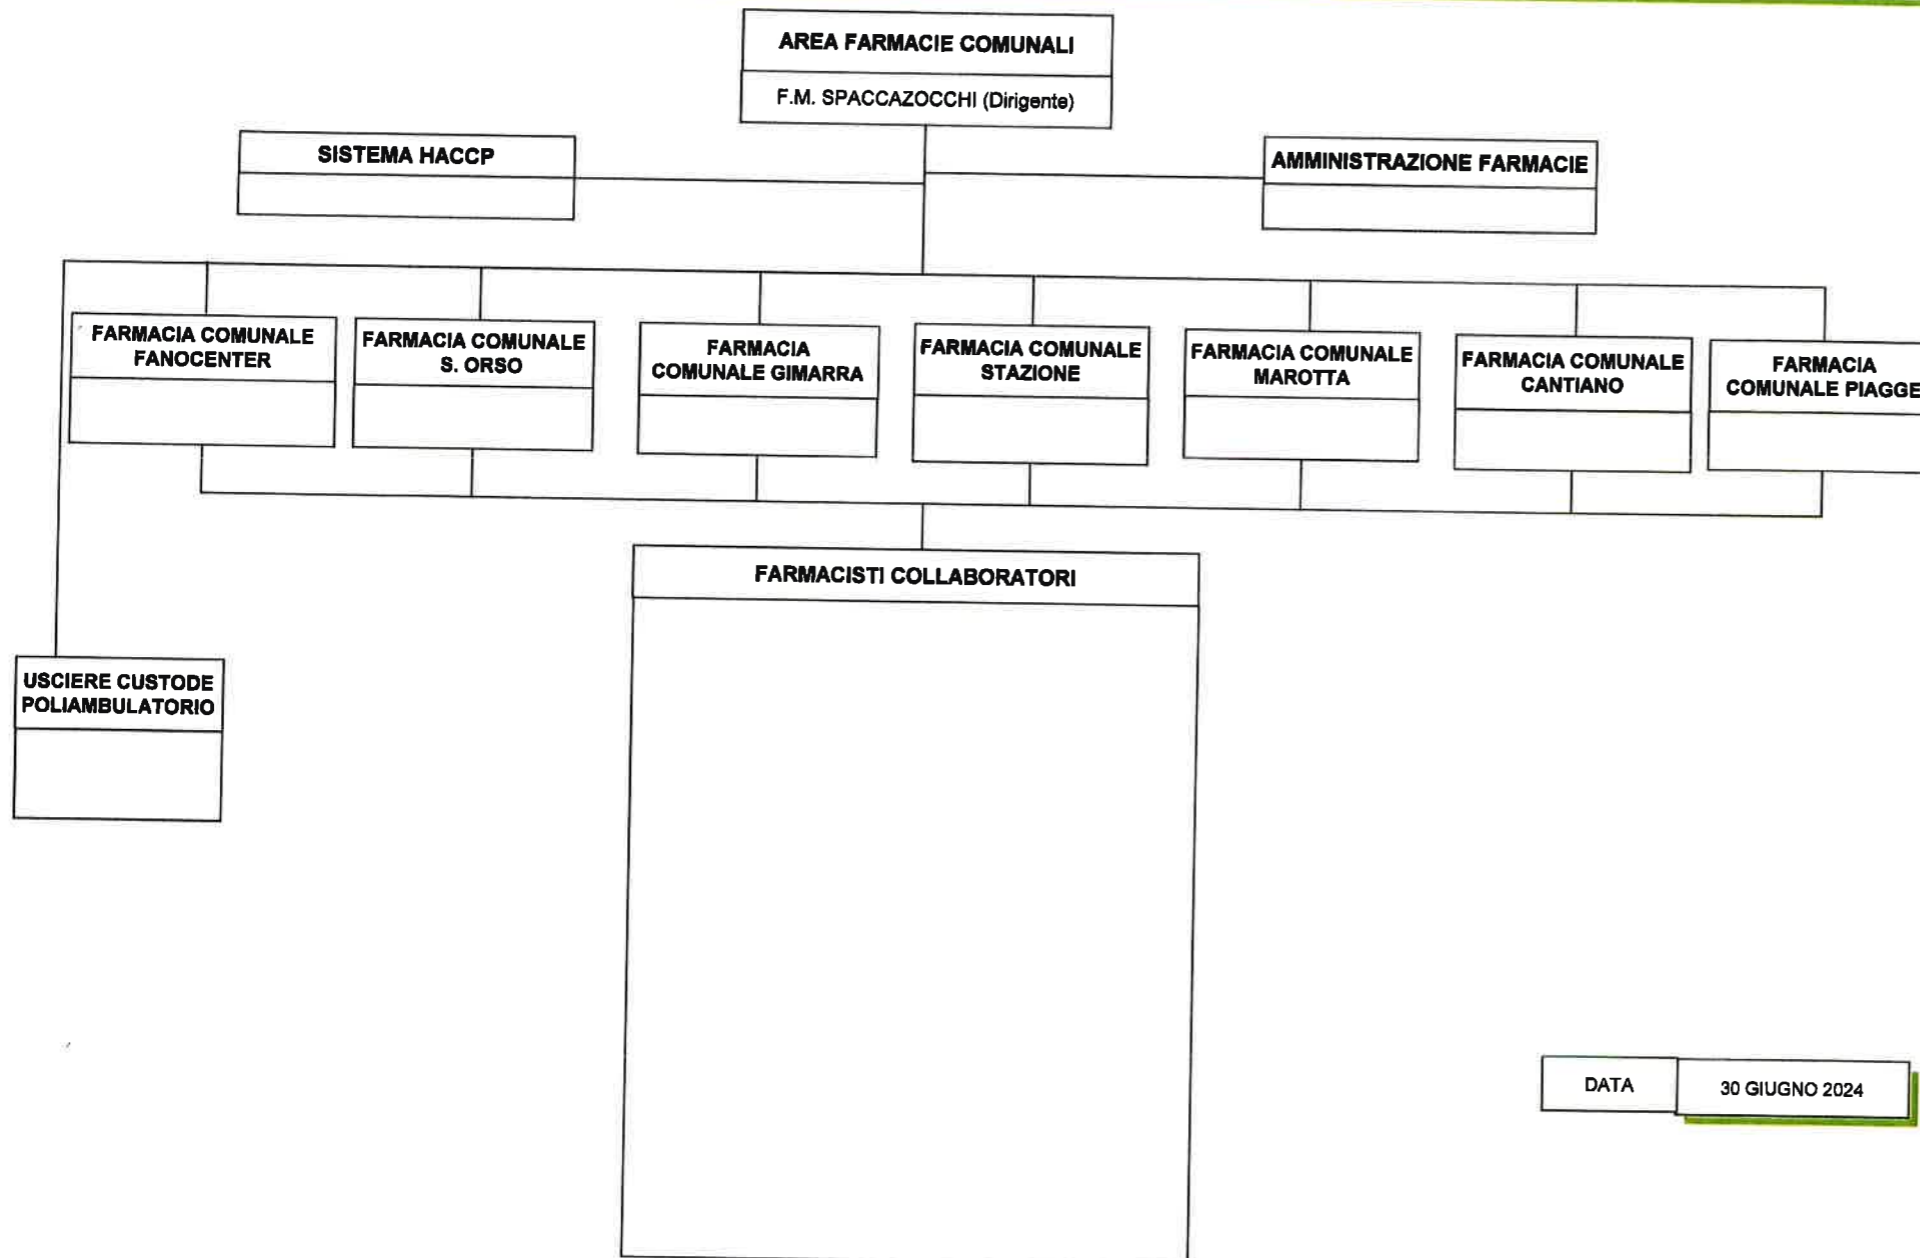 AREA FARMACIE COMUNALI
F.M. SPACCAZOCCHI (Dirigente)
SISTEMA HACCP
AMMINISTRAZIONE FARMACIE
FARMACIA COMUNALE
FANOCENTER
FARMACIA COMUNALE
S. ORSO
FARMACIA
COMUNALE GIMARRA
FARMACIA COMUNALE
STAZIONE
FARMACIA COMUNALE
MAROTTA
FARMACIA COMUNALE
CANTIANO
FARMACIA
COMUNALE PIAGGE
FARMACISTI COLLABORATORI
USCIERE CUSTODE
POLIAMBULATORIO
DATA
30 GIUGNO 2024